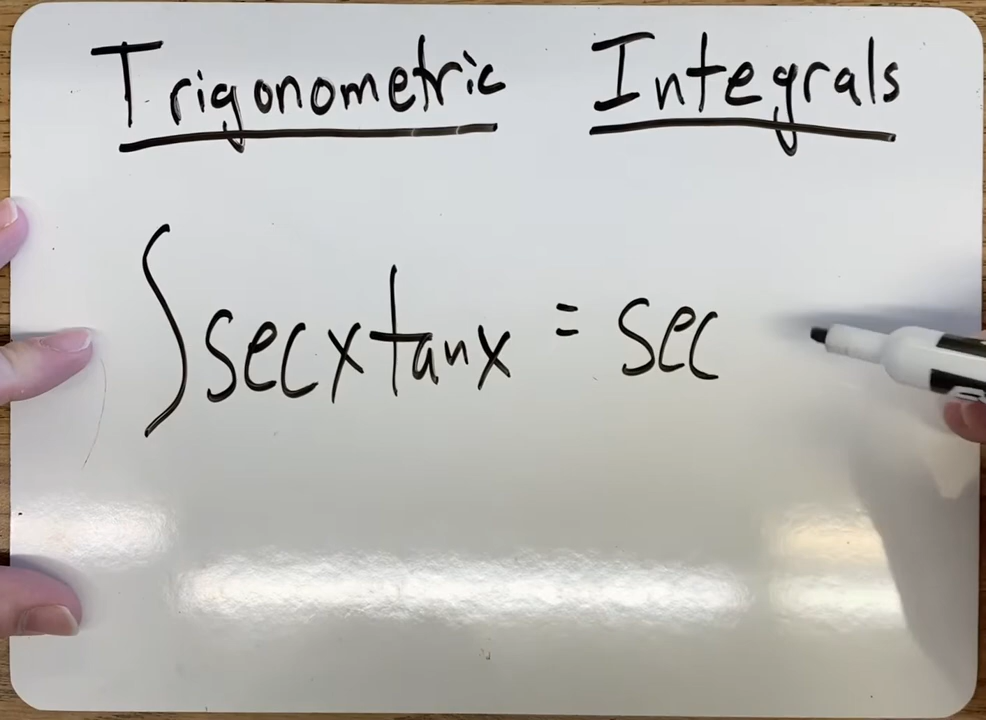 Trigonometric Integrals
∫secxtanx = sec